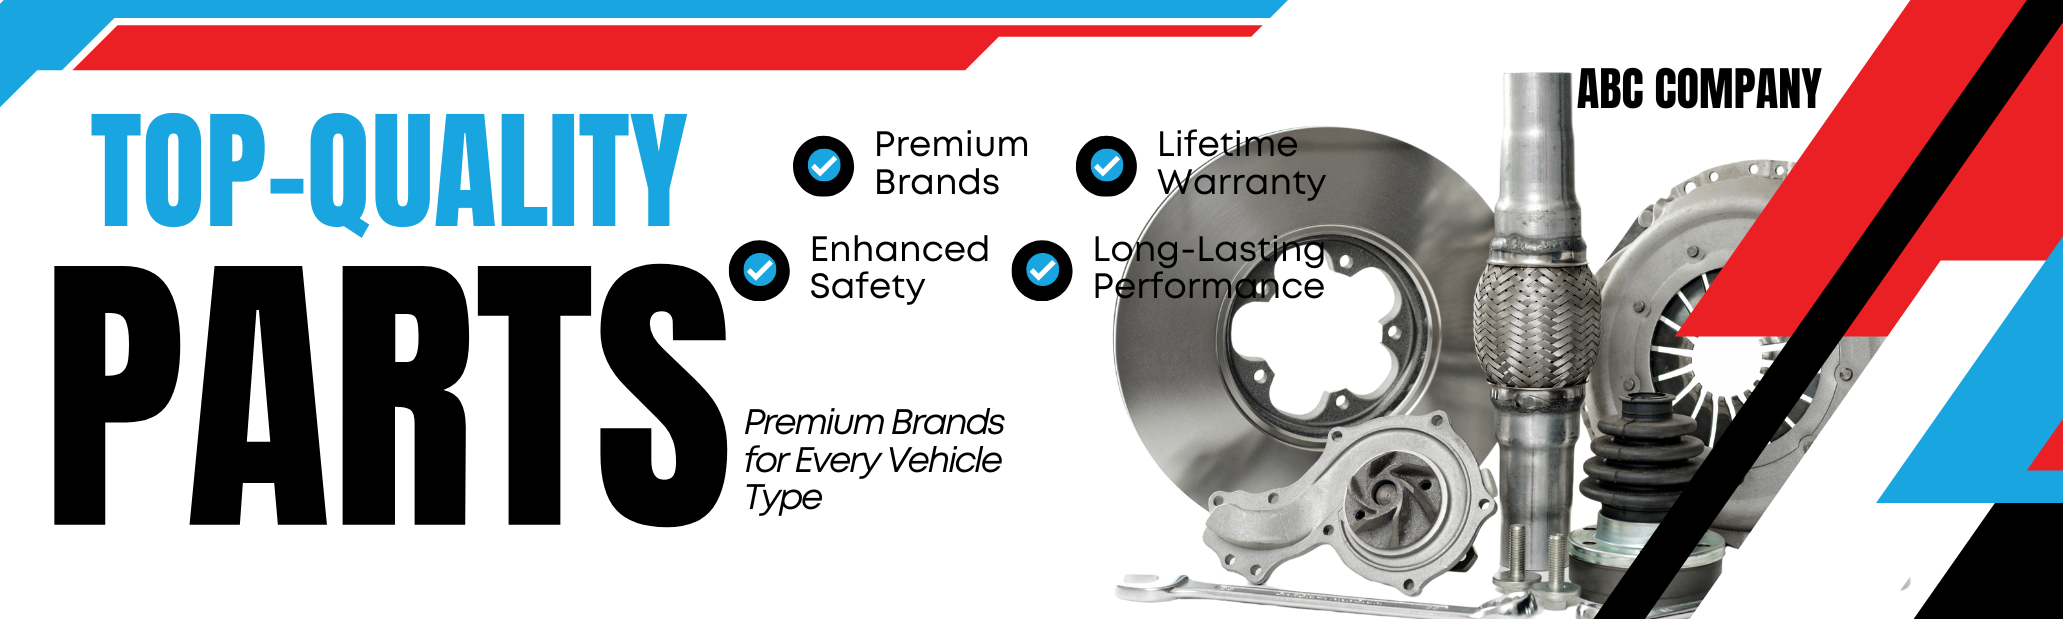 ABC COMPANY
TOP-QUALITY
PARTS
Premium
Brands
Lifetime
Warranty
Enhanced
Safety
Long-Lasting
Performance
Premium Brands
for Every Vehicle
Type